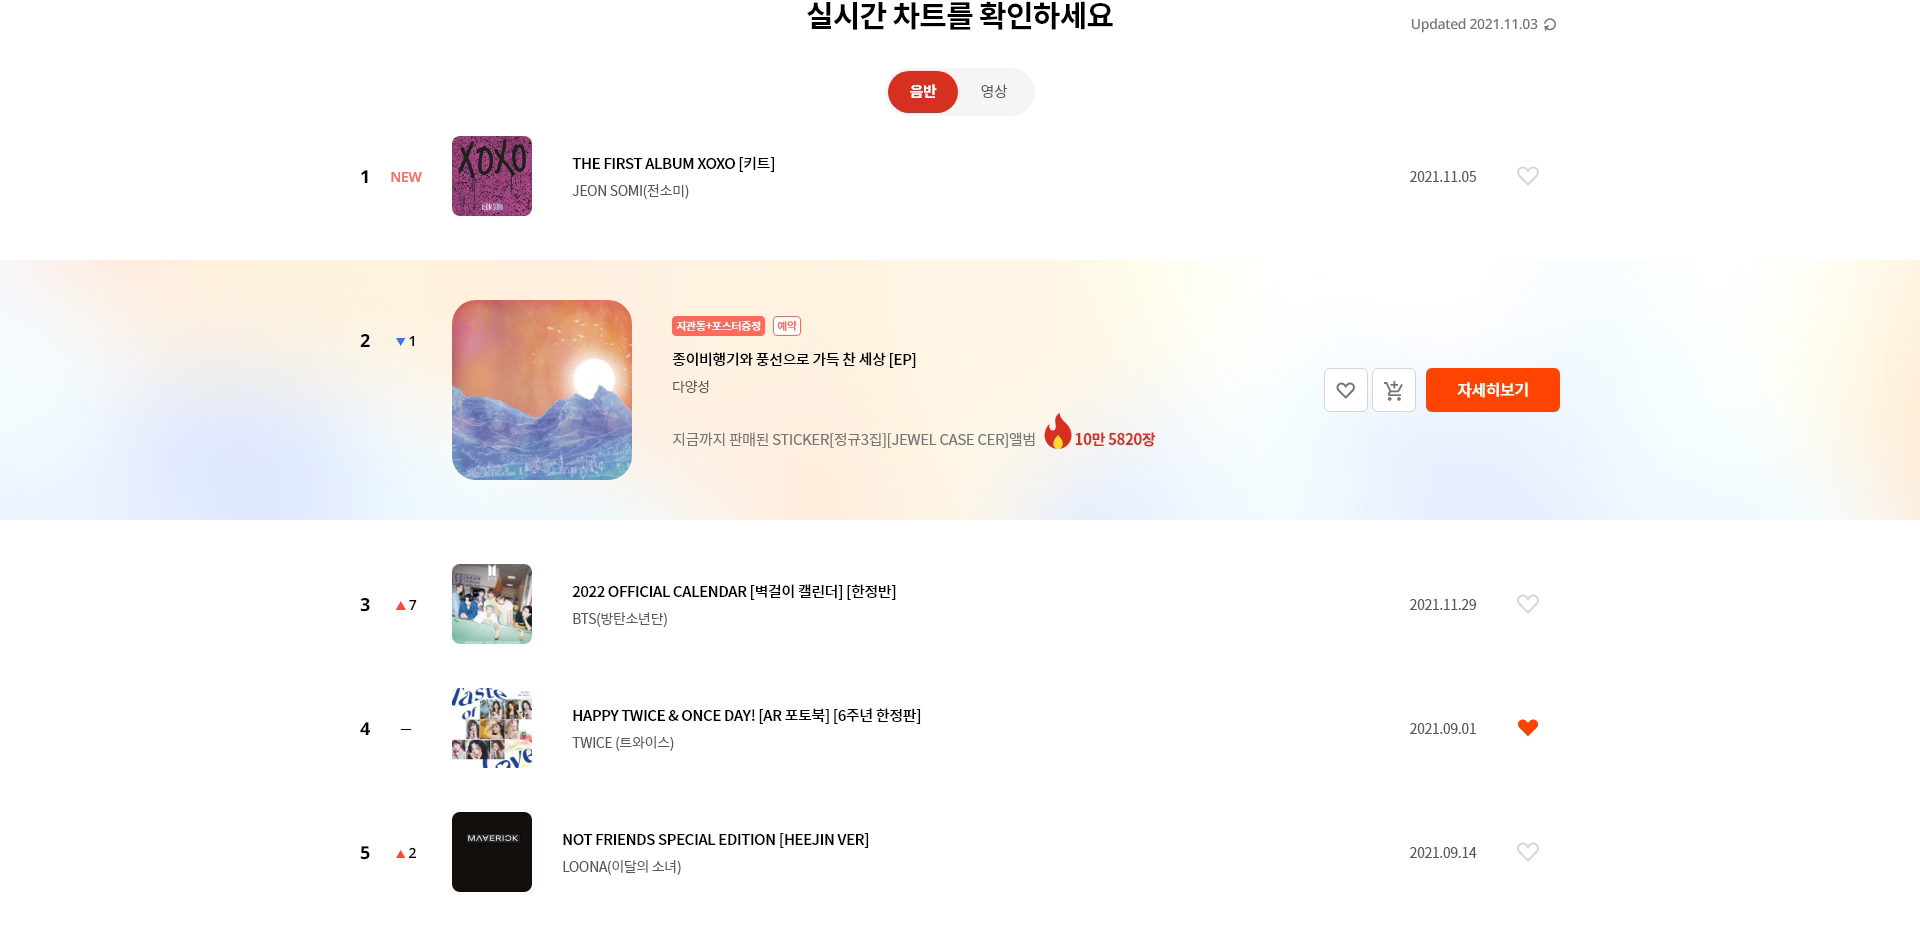 실시간 차트를 확인하세요
Updated 2021.11.03
음반 영상
1 NEW
XOXO
JEON SOMI
THE FIRST ALBUM XOXO [키트]
JEON SOMI(전소미)
2021.11.05
2 ▼ 1
지관통+포스터증정 예약
종이비행기와 풍선으로 가득 찬 세상 [EP]
다양성
지금까지 판매된 STICKER[정규3집][JEWEL CASE CER]앨범 10만 5820장
자세히보기
3 ▲ 7
2022 OFFICIAL CALENDAR [벽걸이 캘린더] [한정반]
BTS(방탄소년단)
2021.11.29
4 –
Taste
of
Love
HAPPY TWICE & ONCE DAY! [AR 포토북] [6주년 한정판]
TWICE (트와이스)
2021.09.01
5 ▲ 2
MAVERICK
NOT FRIENDS SPECIAL EDITION [HEEJIN VER]
LOONA(이달의 소녀)
2021.09.14